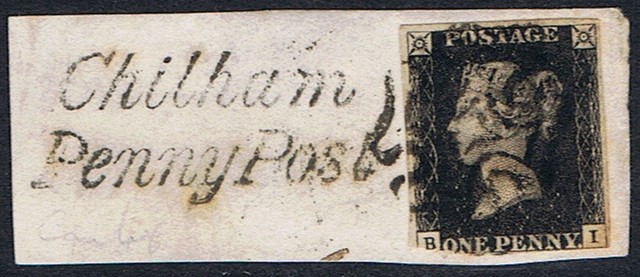 Chilham
Penny Post
POSTAGE
B ONE PENNY I